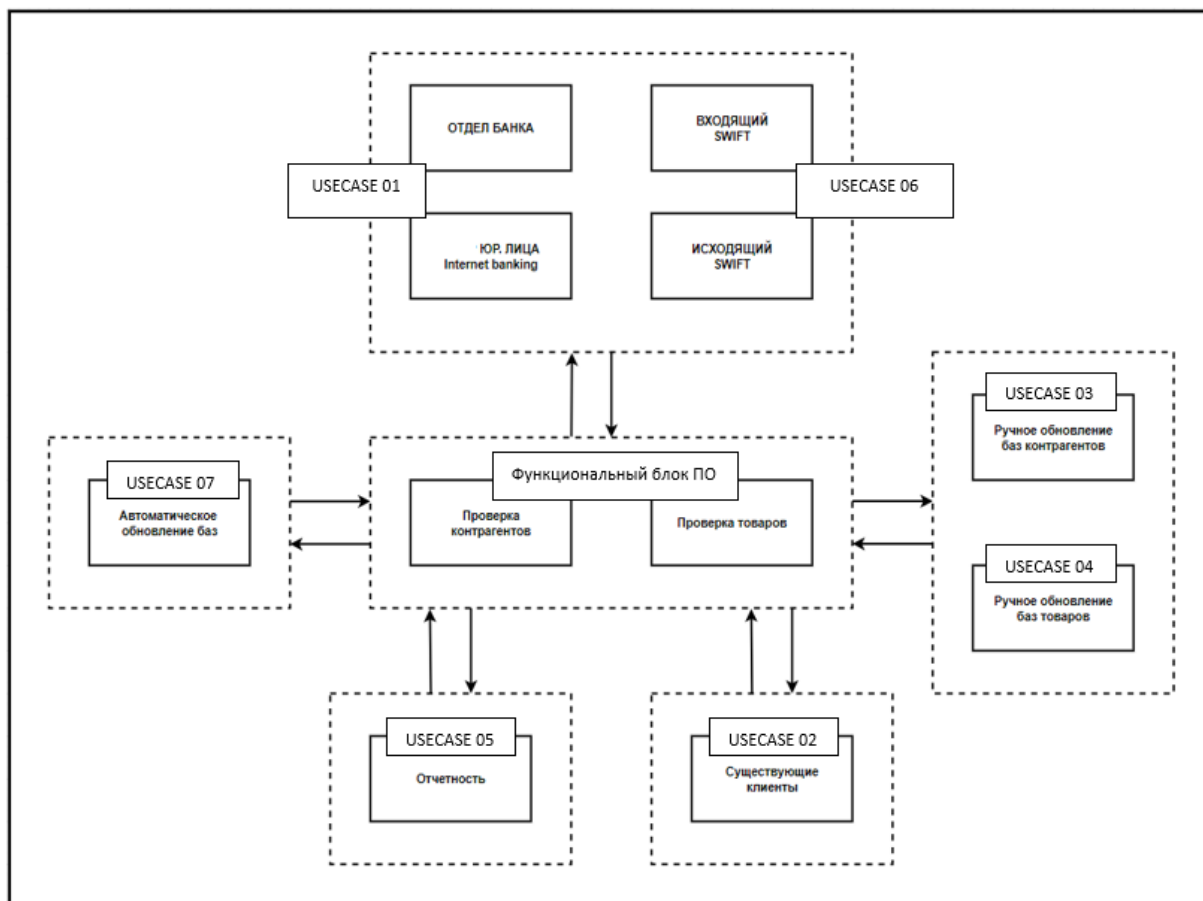 ОТДЕЛ БАНКА
ВХОДЯЩИЙ
SWIFT
USECASE 01
USECASE 06
ЮР. ЛИЦА
Internet banking
ИСХОДЯЩИЙ
SWIFT
USECASE 03
Ручное обновление
баз контрагентов
USECASE 07
Автоматическое
обновление баз
Функциональный блок ПО
Проверка
контрагентов
Проверка товаров
USECASE 04
Ручное обновление
баз товаров
USECASE 05
Отчетность
USECASE 02
Существующие
клиенты